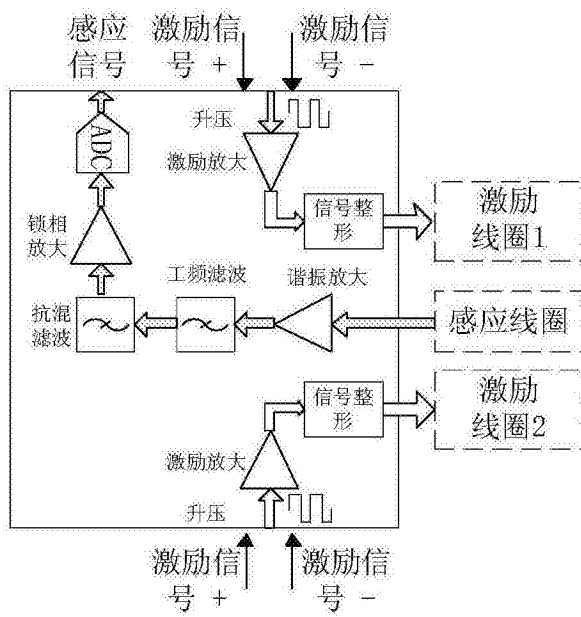 感应
信号
激励信
号 +
激励信
号 -
升压
激励放大
ADC
锁相
放大
信号整
形
激励
线圈1
工频滤波
谐振放大
抗混
滤波
感应线圈
信号整
形
激励
线圈2
激励放大
升压
激励信
号 +
激励信
号 -